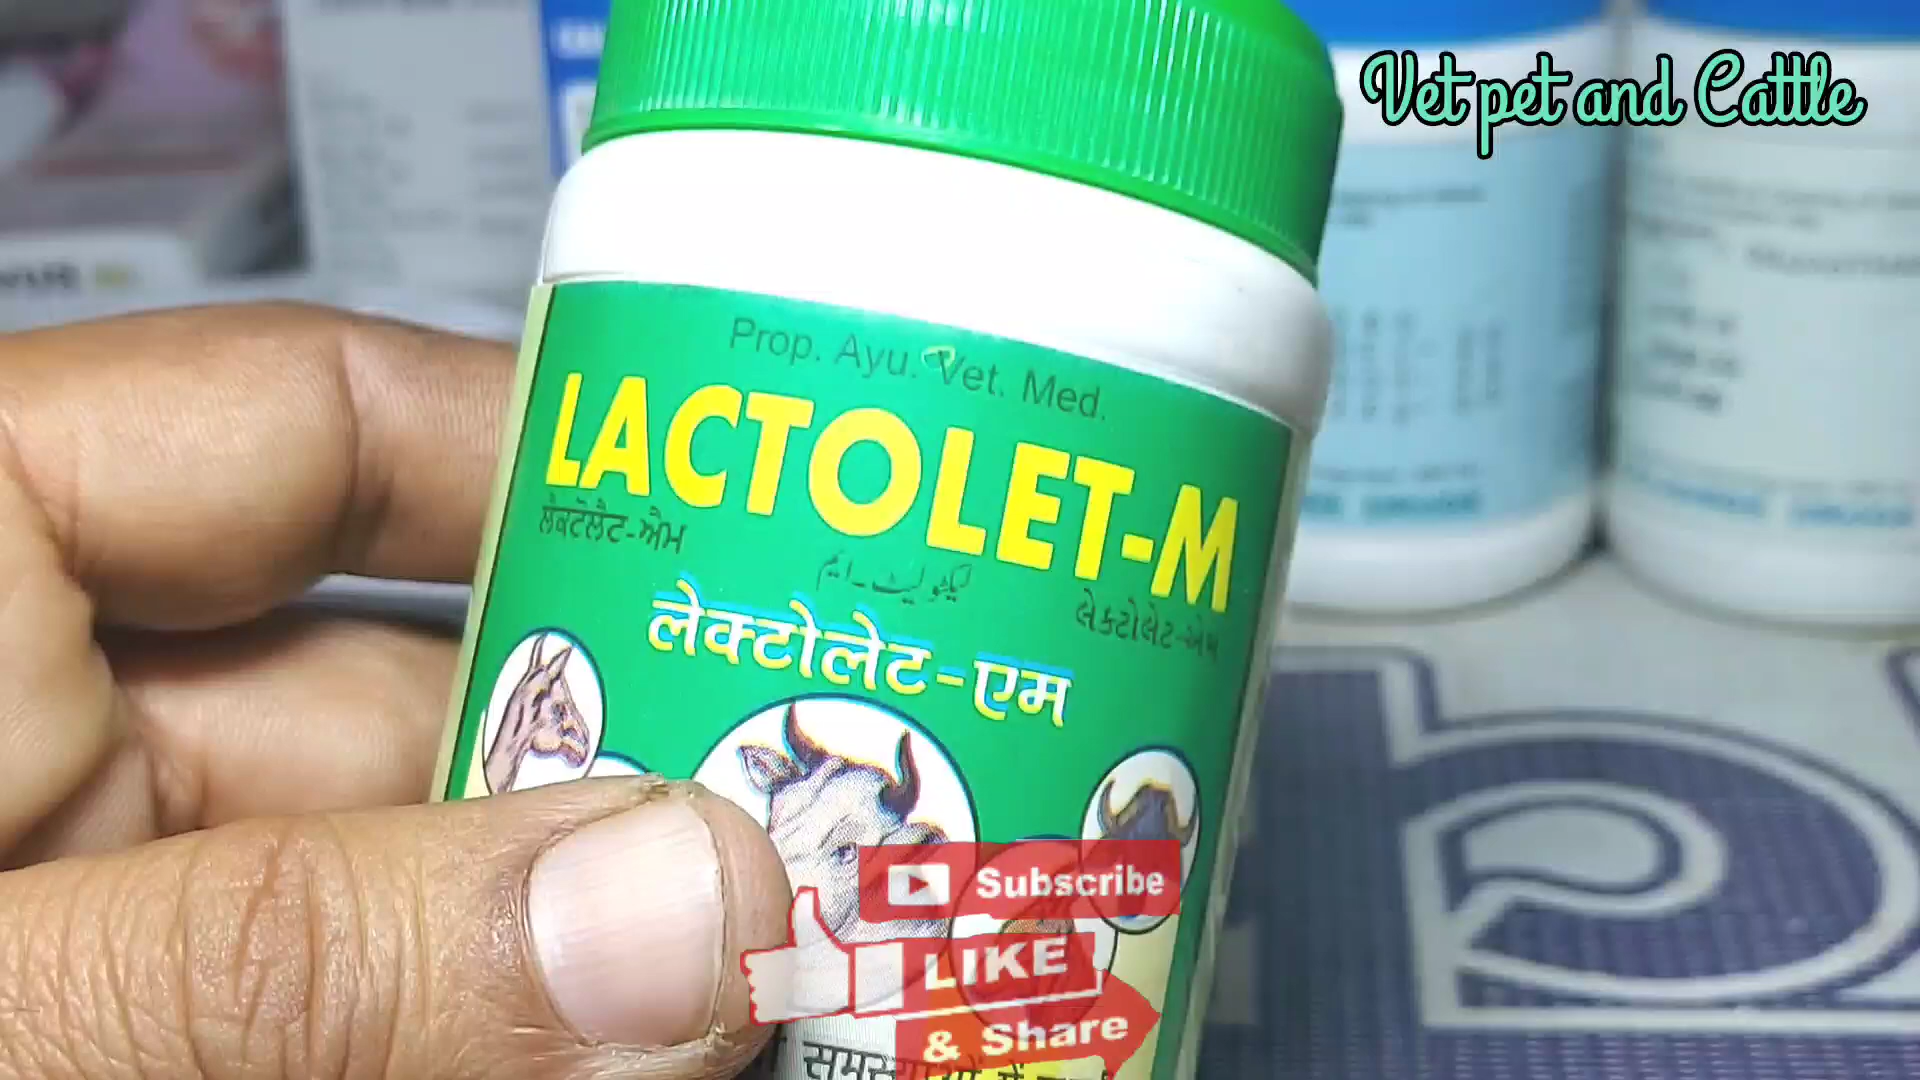 Vet pet and Cattle
Prop. Ayu. Vet. Med.
LACTOLET-M
ਲੈਕਟੋਲੈਟ-ਐਮ
લેક્ટોલેટ-એમ
लेक्टोलेट-एम
Subscribe
LIKE
& Share